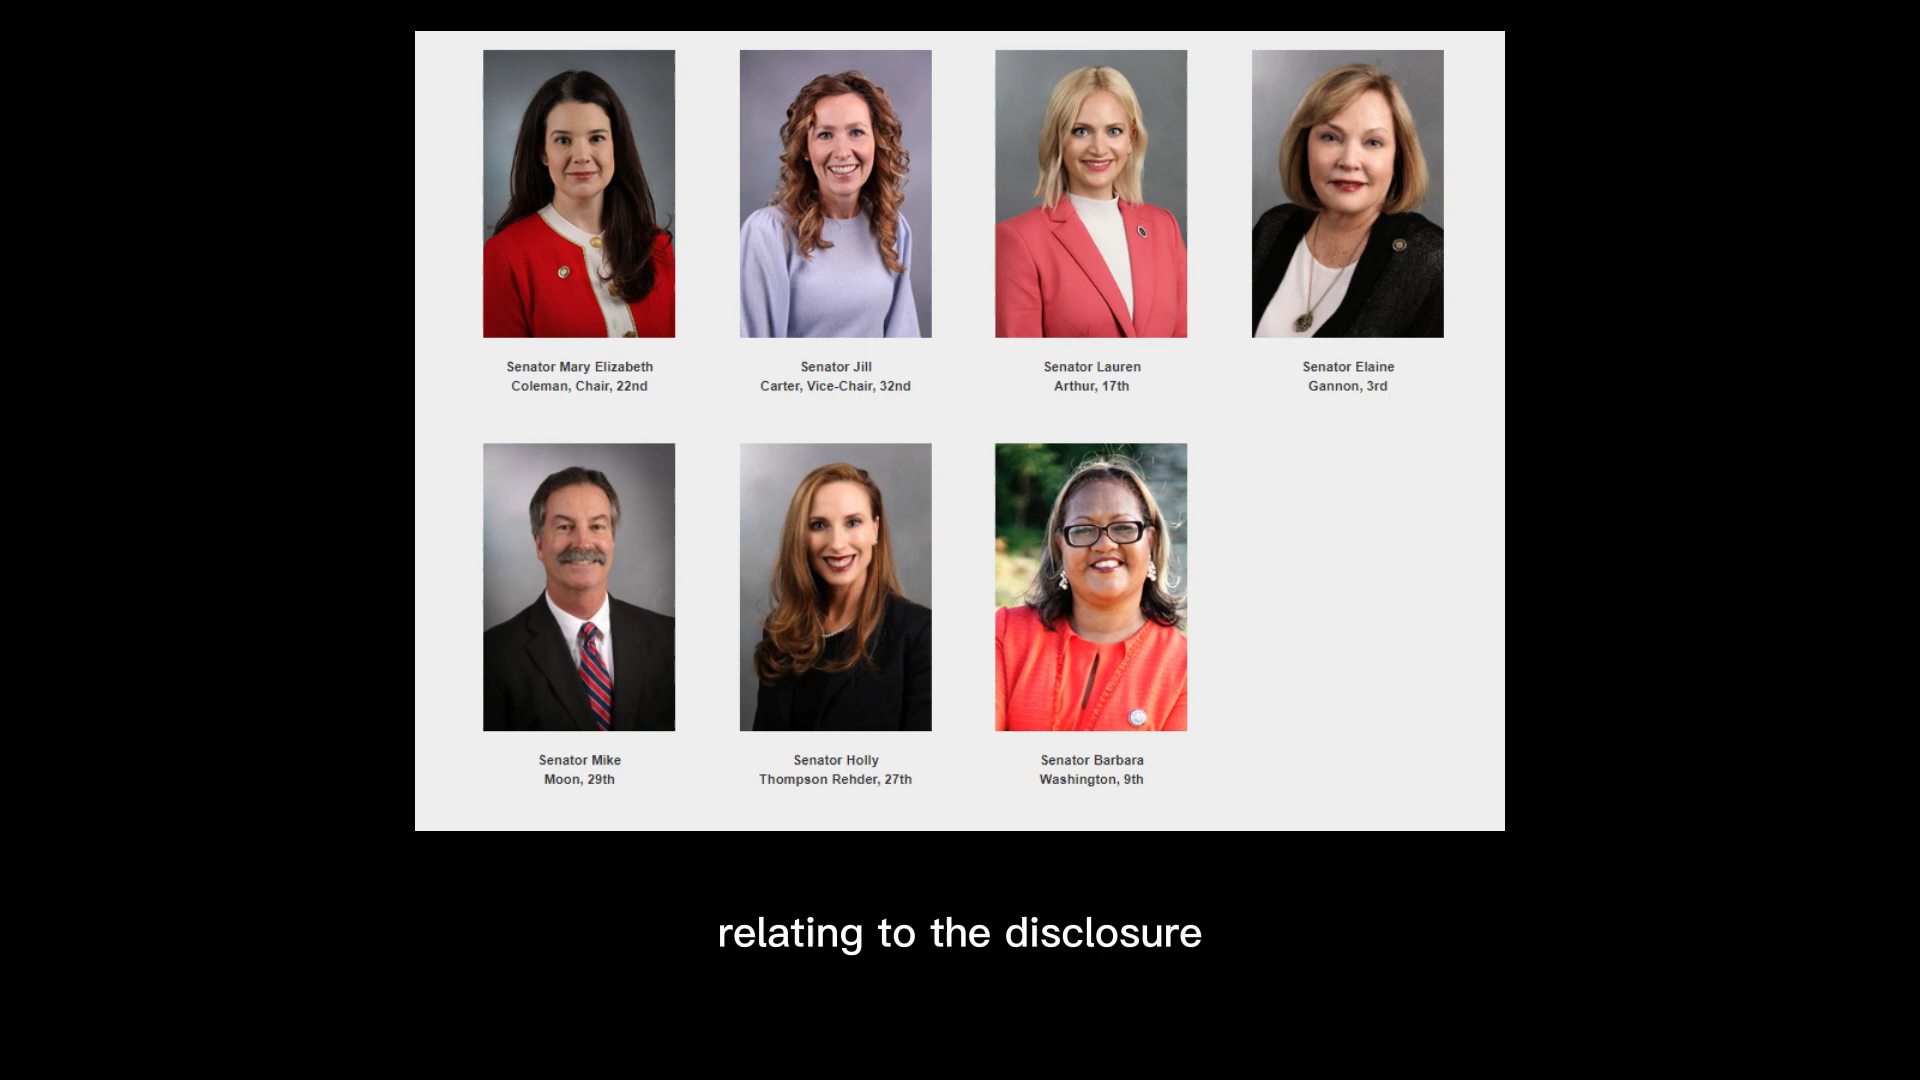 Senator Mary Elizabeth
Coleman, Chair, 22nd
Senator Jill
Carter, Vice-Chair, 32nd
Senator Lauren
Arthur, 17th
Senator Elaine
Gannon, 3rd
Senator Mike
Moon, 29th
Senator Holly
Thompson Rehder, 27th
Senator Barbara
Washington, 9th
relating to the disclosure